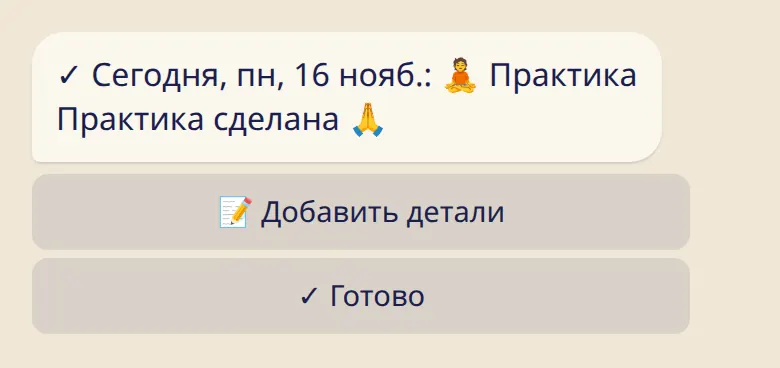 ✓ Сегодня, пн, 16 нояб.: 🧘 Практика
Практика сделана 🙏
📝 Добавить детали
✓ Готово